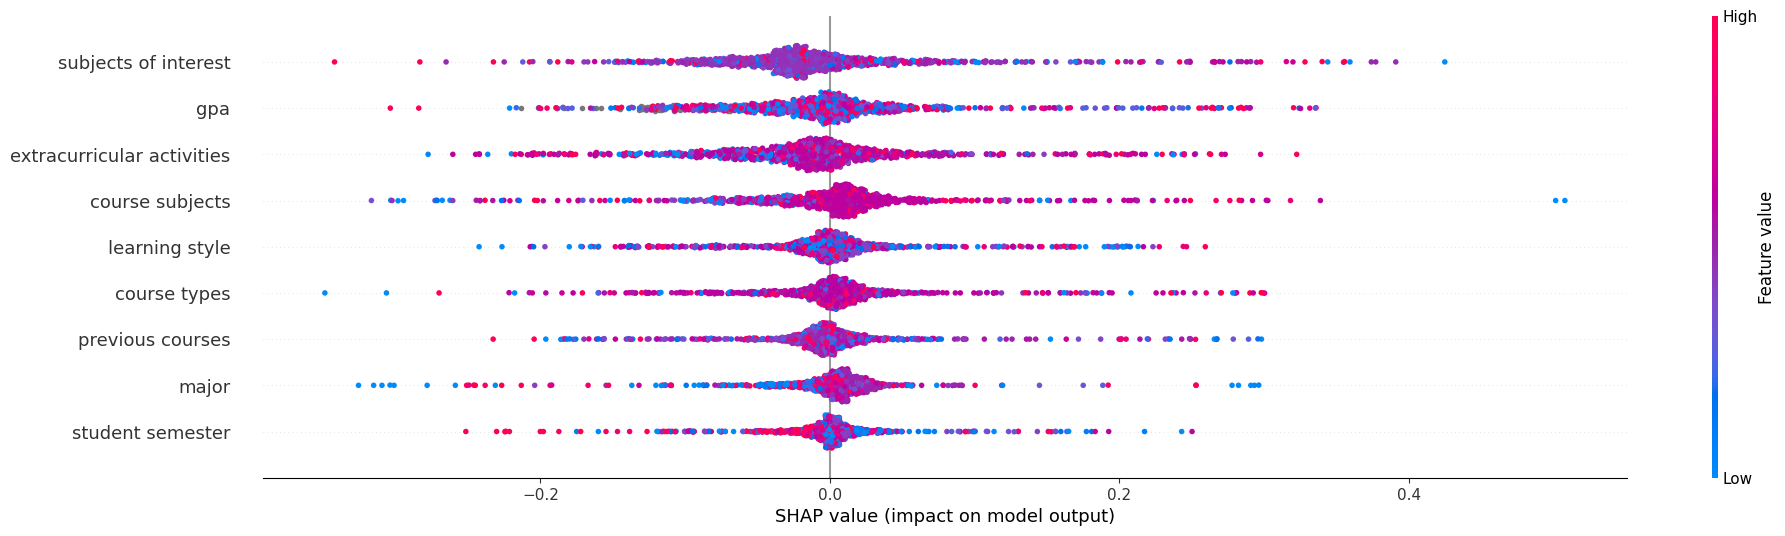 High
subjects of interest
gpa
extracurricular activities
course subjects
learning style
course types
previous courses
major
student semester
Feature value
Low
−0.2
0.0
0.2
0.4
SHAP value (impact on model output)